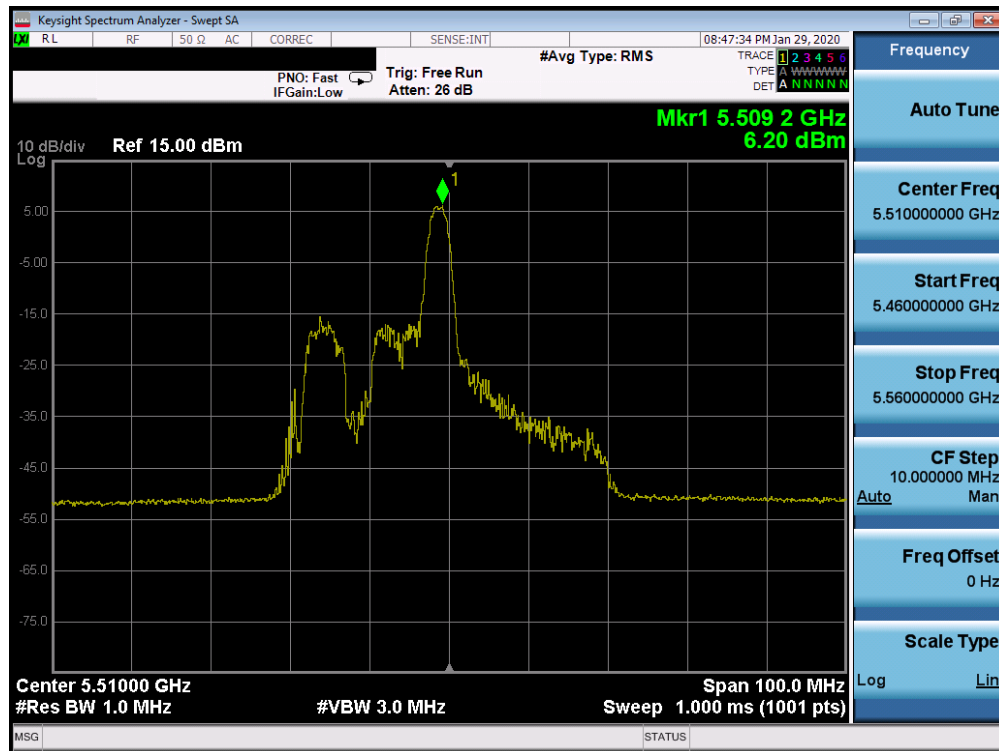 Keysight Spectrum Analyzer - Swept SA
LXI RL RF 50 Ω AC CORREC SENSE:INT 08:47:34 PM Jan 29, 2020
#Avg Type: RMS TRACE 1 2 3 4 5 6
PNO: Fast Trig: Free Run TYPE A WWWWW
IFGain:Low Atten: 26 dB DET A N N N N N
Mkr1 5.509 2 GHz
6.20 dBm
10 dB/div Ref 15.00 dBm
Log
1
5.00
-5.00
-15.0
-25.0
-35.0
-45.0
-55.0
-65.0
-75.0
Center 5.51000 GHz Span 100.0 MHz
#Res BW 1.0 MHz #VBW 3.0 MHz Sweep 1.000 ms (1001 pts)
MSG STATUS
Frequency
Auto Tune
Center Freq
5.510000000 GHz
Start Freq
5.460000000 GHz
Stop Freq
5.560000000 GHz
CF Step
10.000000 MHz
Auto Man
Freq Offset
0 Hz
Scale Type
Log Lin